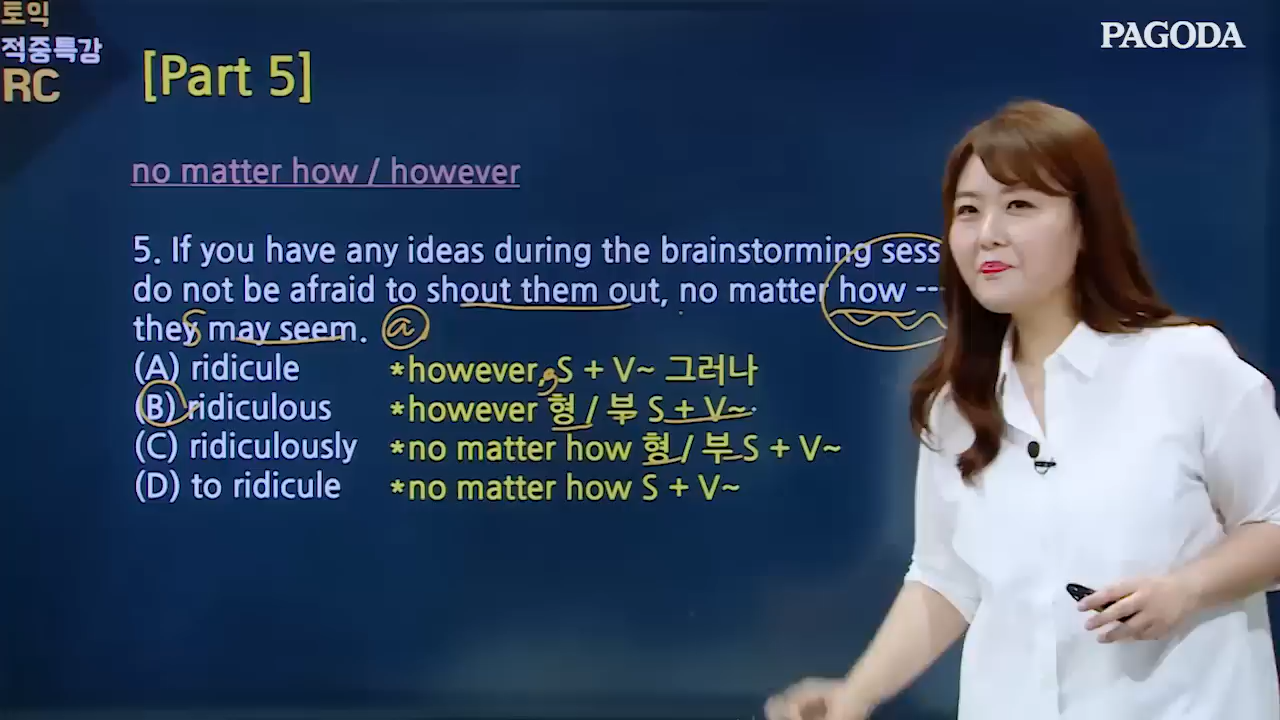 토익
적중특강
RC
PAGODA
[Part 5]
no matter how / however
5. If you have any ideas during the brainstorming sess
do not be afraid to shout them out, no matter how ---
they may seem. ⓐ
S
(A) ridicule
(B) ridiculous
(C) ridiculously
(D) to ridicule
*however, S + V~ 그러나
*however 형 / 부 S + V~
*no matter how 형 / 부 S + V~
*no matter how S + V~